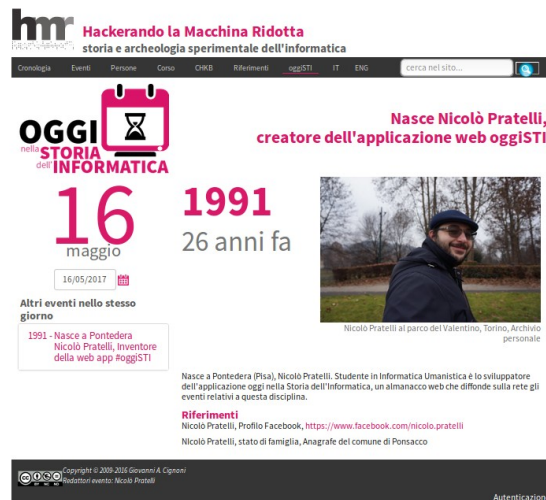 hmr
Hackerando la Macchina Ridotta
storia e archeologia sperimentale dell'informatica
Cronologia Eventi Persone Corso CHKB Riferimenti oggiSTI IT ENG cerca nel sito...
OGGI
nella STORIA
dell' INFORMATICA
Nasce Nicolò Pratelli,
creatore dell'applicazione web oggiSTI
16
maggio
16/05/2017
1991
26 anni fa
Altri eventi nello stesso
giorno
1991 - Nasce a Pontedera
Nicolò Pratelli, Inventore
della web app #oggiSTI
Nicolò Pratelli al parco del Valentino, Torino, Archivio
personale
Nasce a Pontedera (Pisa), Nicolò Pratelli. Studente in Informatica Umanistica è lo sviluppatore
dell'applicazione oggi nella Storia dell'Informatica, un almanacco web che diffonde sulla rete gli
eventi relativi a questa disciplina.
Riferimenti
Nicolò Pratelli, Profilo Facebook, https://www.facebook.com/nicolo.pratelli
Nicolò Pratelli, stato di famiglia, Anagrafe del comune di Ponsacco
Copyright © 2009-2016 Giovanni A. Cignoni
Redattori evento: Nicolò Pratelli
Autenticazion